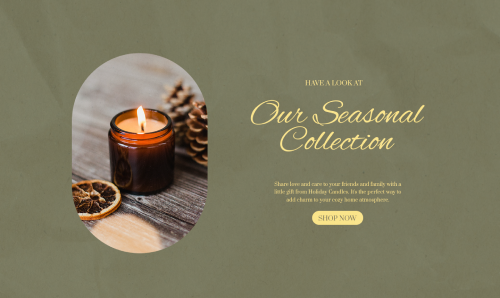 HAVE A LOOK AT
Our Seasonal
Collection
Share love and care to your friends and family with a
little gift from Holiday Candles. It's the perfect way to
add charm to your cozy home atmosphere.
SHOP NOW